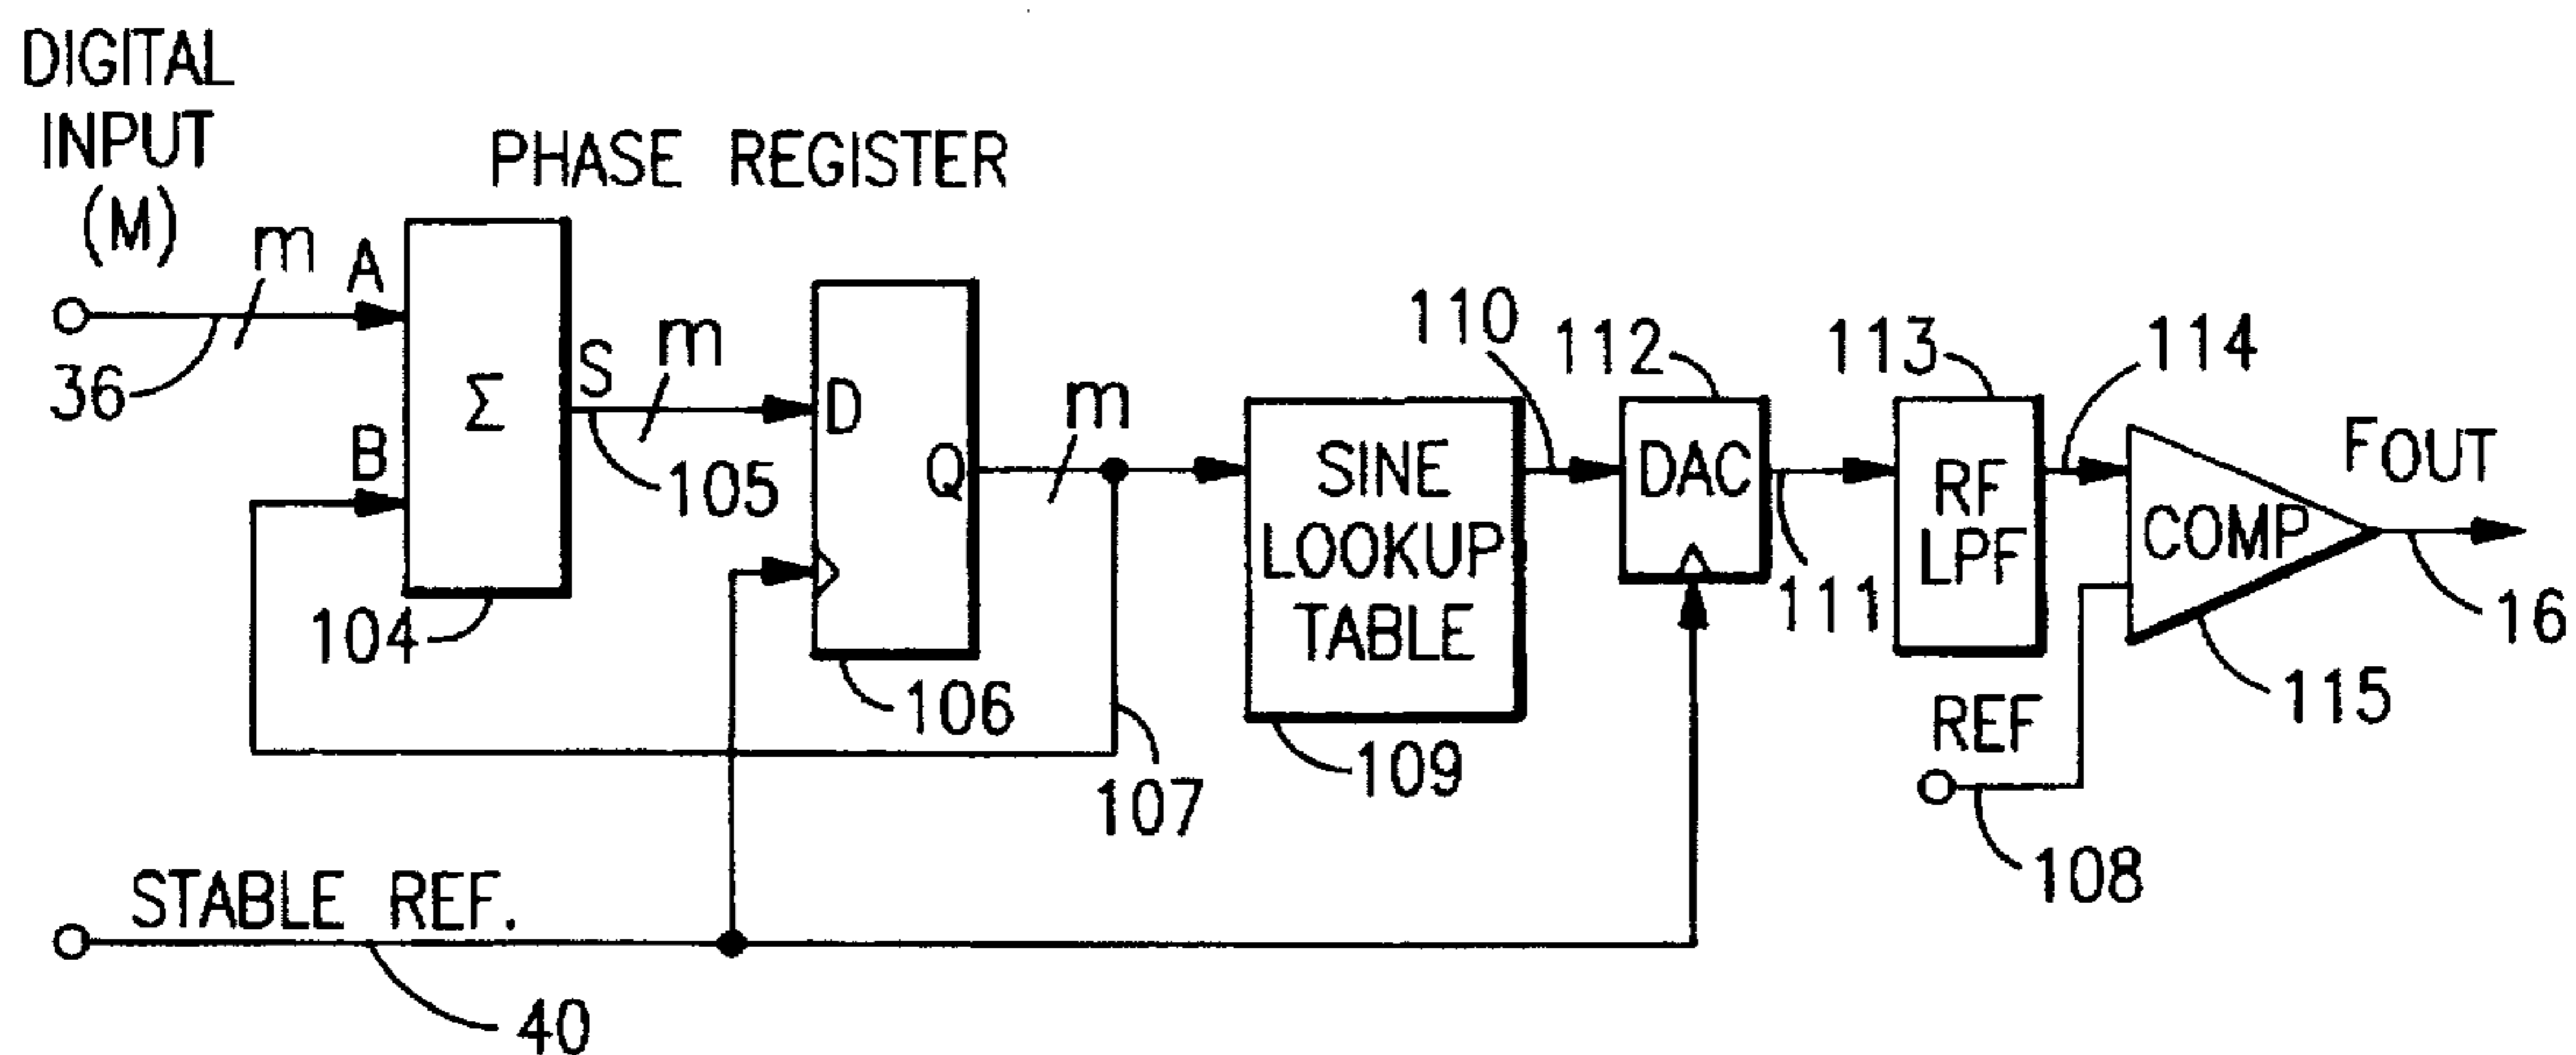 DIGITAL
INPUT
(M)
PHASE REGISTER
m
A
36
B
Σ
104
S
m
105
D
Q
106
m
107
SINE
LOOKUP
TABLE
109
110
DAC
112
111
RF
LPF
113
114
COMP
115
FOUT
16
REF
108
STABLE REF.
40